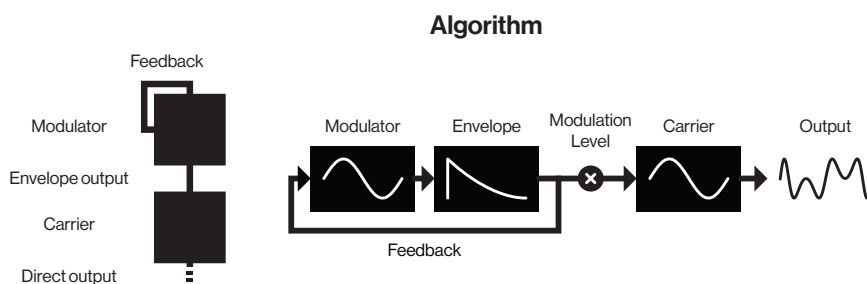 Algorithm
Feedback
Modulator
Envelope output
Carrier
Direct output
Modulator
Envelope
Modulation
Level
Carrier
Output
Feedback